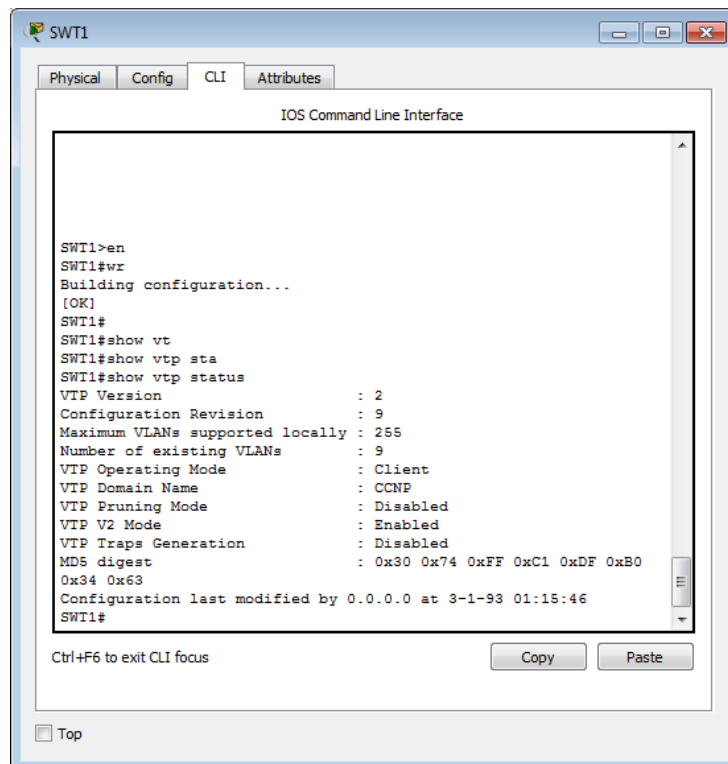 SWT1
Physical Config CLI Attributes
IOS Command Line Interface
SWT1>en
SWT1#wr
Building configuration...
[OK]
SWT1#
SWT1#show vt
SWT1#show vtp sta
SWT1#show vtp status
VTP Version : 2
Configuration Revision : 9
Maximum VLANs supported locally : 255
Number of existing VLANs : 9
VTP Operating Mode : Client
VTP Domain Name : CCNP
VTP Pruning Mode : Disabled
VTP V2 Mode : Enabled
VTP Traps Generation : Disabled
MD5 digest : 0x30 0x74 0xFF 0xC1 0xDF 0xB0
0x34 0x63
Configuration last modified by 0.0.0.0 at 3-1-93 01:15:46
SWT1#
Ctrl+F6 to exit CLI focus
Copy Paste
Top